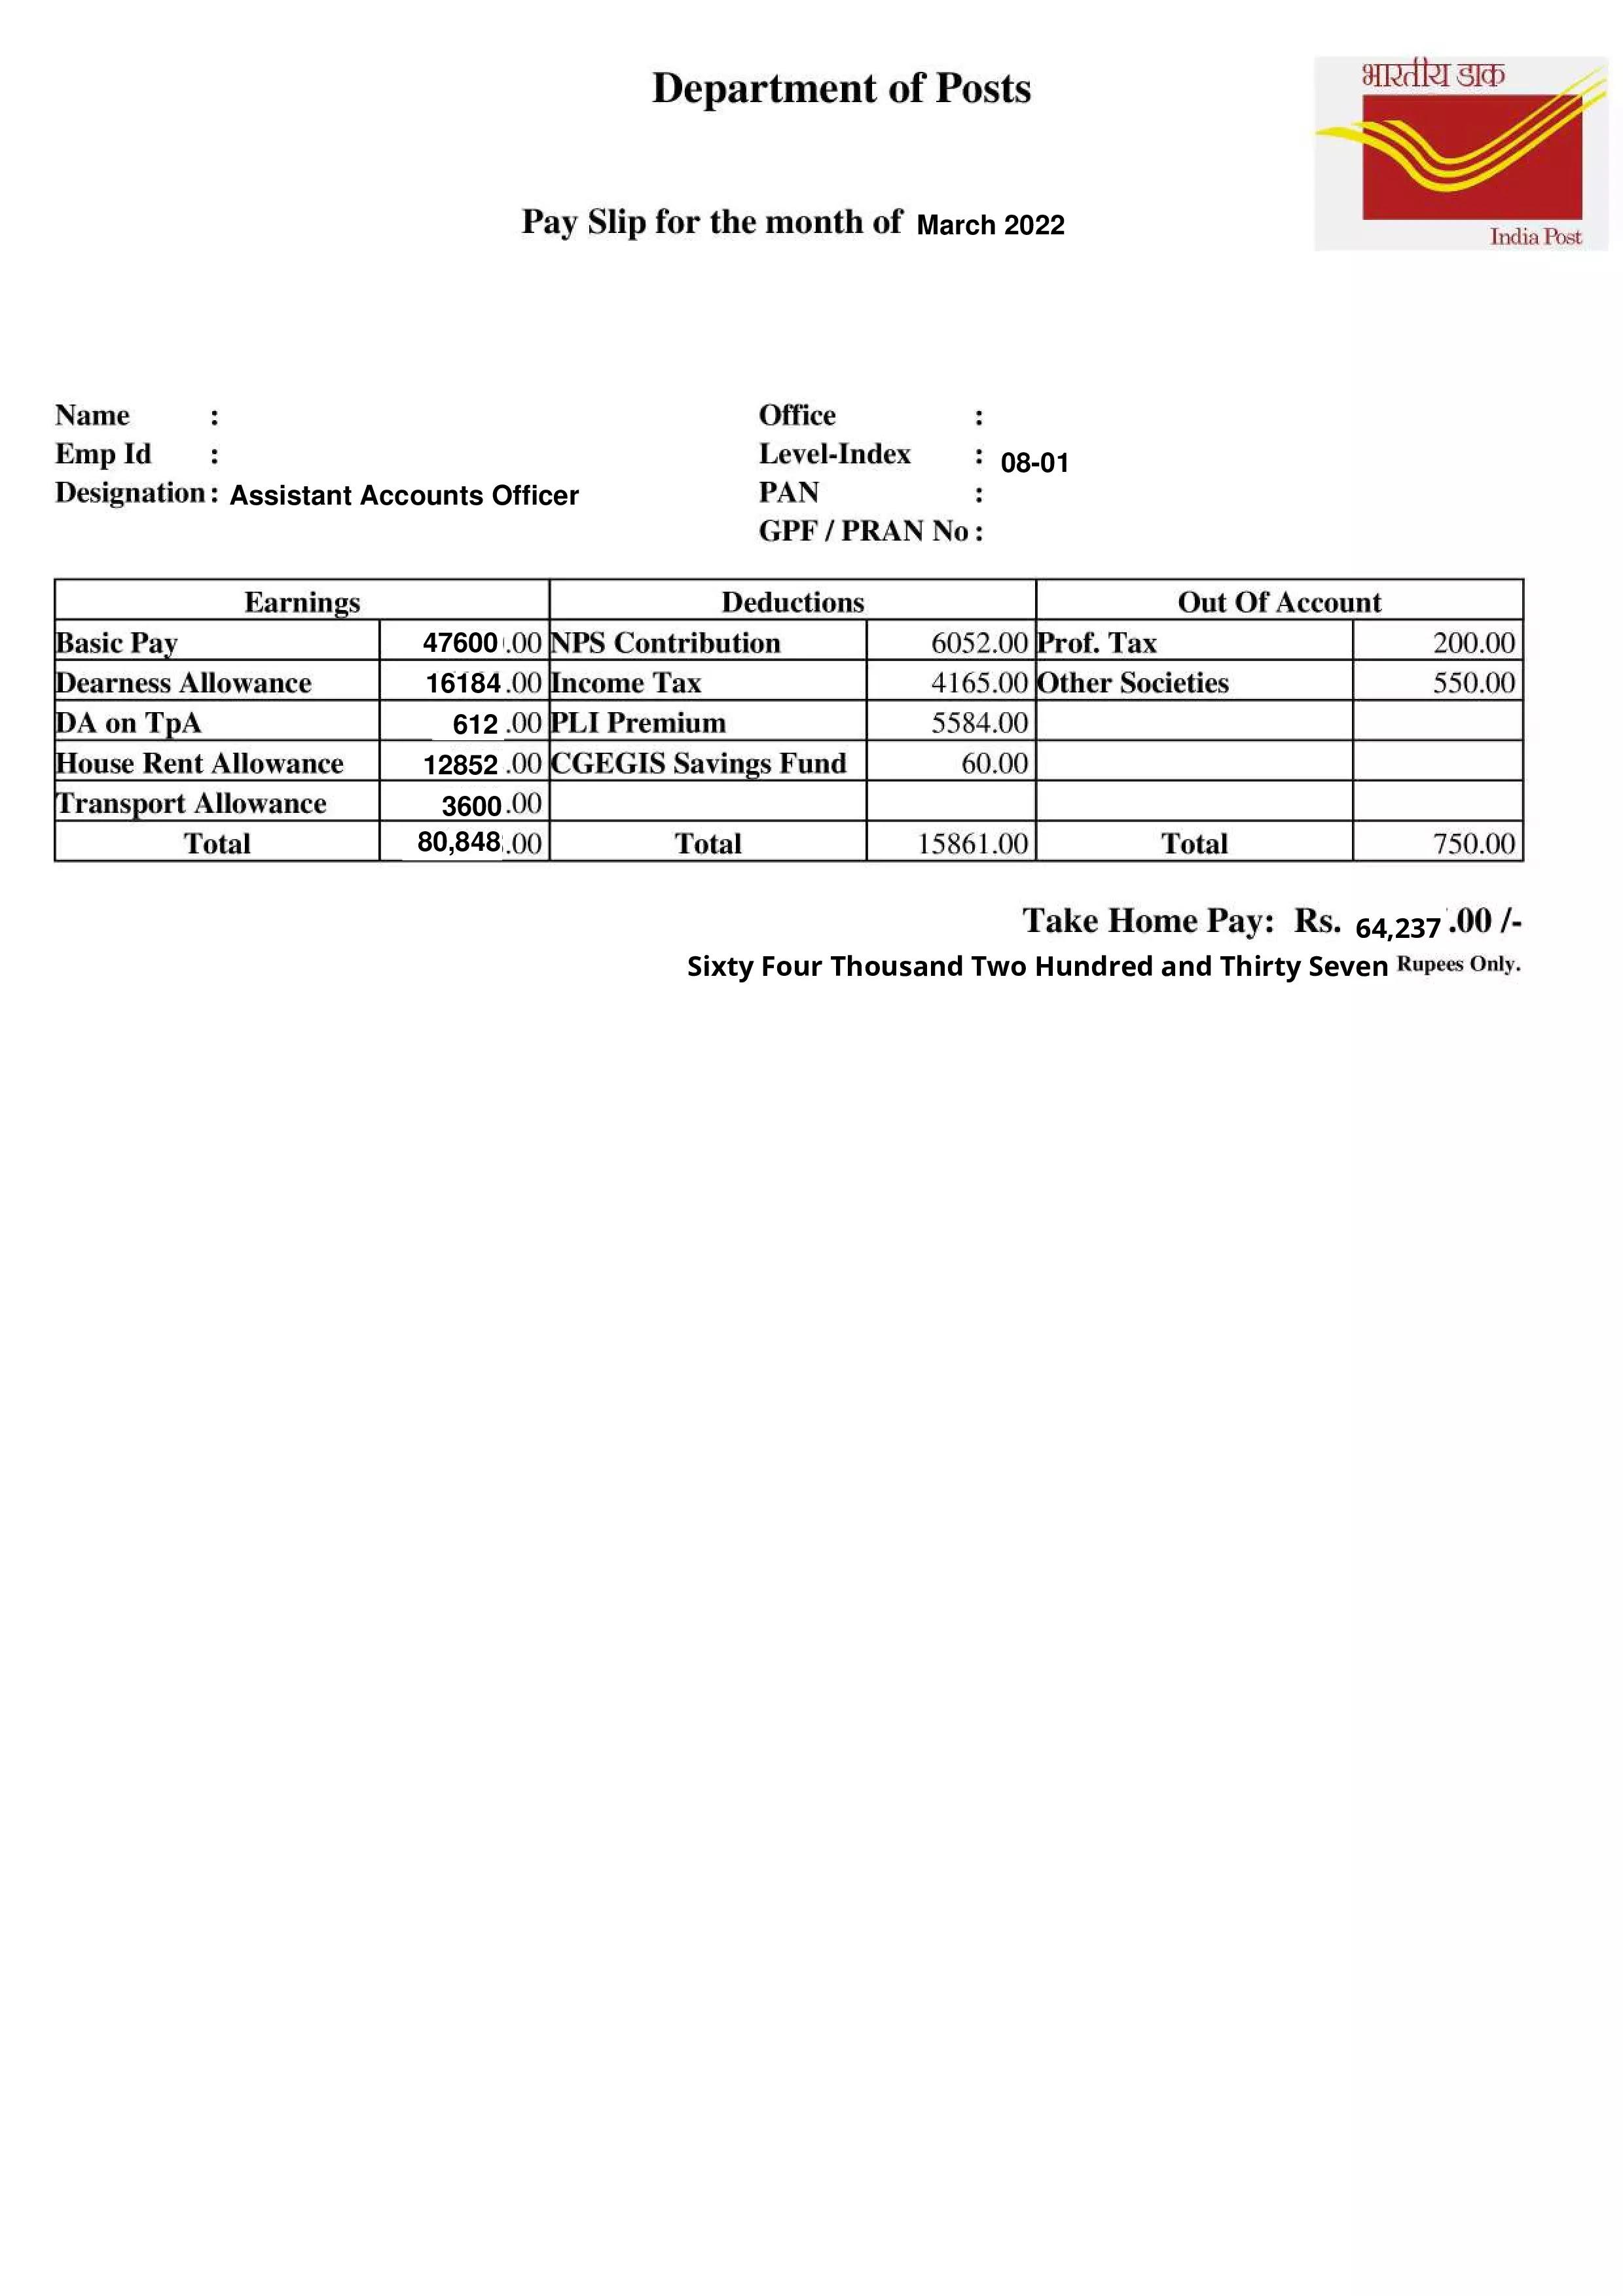 Department of Posts
भारतीय डाक
India Post
Pay Slip for the month of March 2022
Name :
Office :
Emp Id :
Level-Index : 08-01
Designation : Assistant Accounts Officer
PAN :
GPF / PRAN No :
Earnings Deductions Out Of Account
Basic Pay 47600.00 NPS Contribution 6052.00 Prof. Tax 200.00
Dearness Allowance 16184.00 Income Tax 4165.00 Other Societies 550.00
DA on TpA 612.00 PLI Premium 5584.00
House Rent Allowance 12852.00 CGEGIS Savings Fund 60.00
Transport Allowance 3600.00
Total 80,848.00 Total 15861.00 Total 750.00
Take Home Pay: Rs. 64,237.00 /-
Sixty Four Thousand Two Hundred and Thirty Seven Rupees Only.